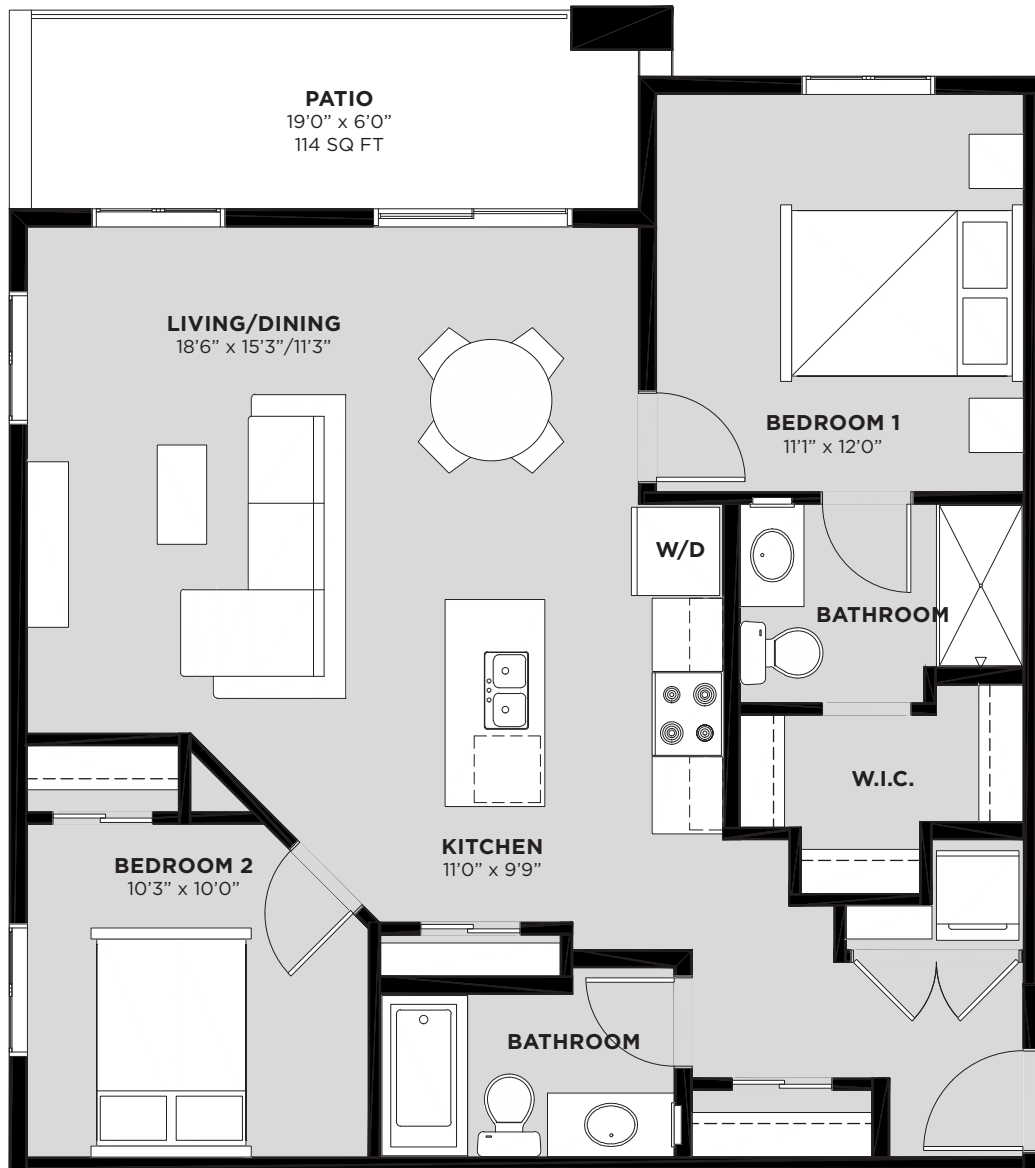 PATIO
19’0” x 6’0”
114 SQ FT
LIVING/DINING
18’6” x 15’3”/11’3”
BEDROOM 1
11’1” x 12’0”
W/D
BATHROOM
W.I.C.
KITCHEN
11’0” x 9’9”
BEDROOM 2
10’3” x 10’0”
BATHROOM